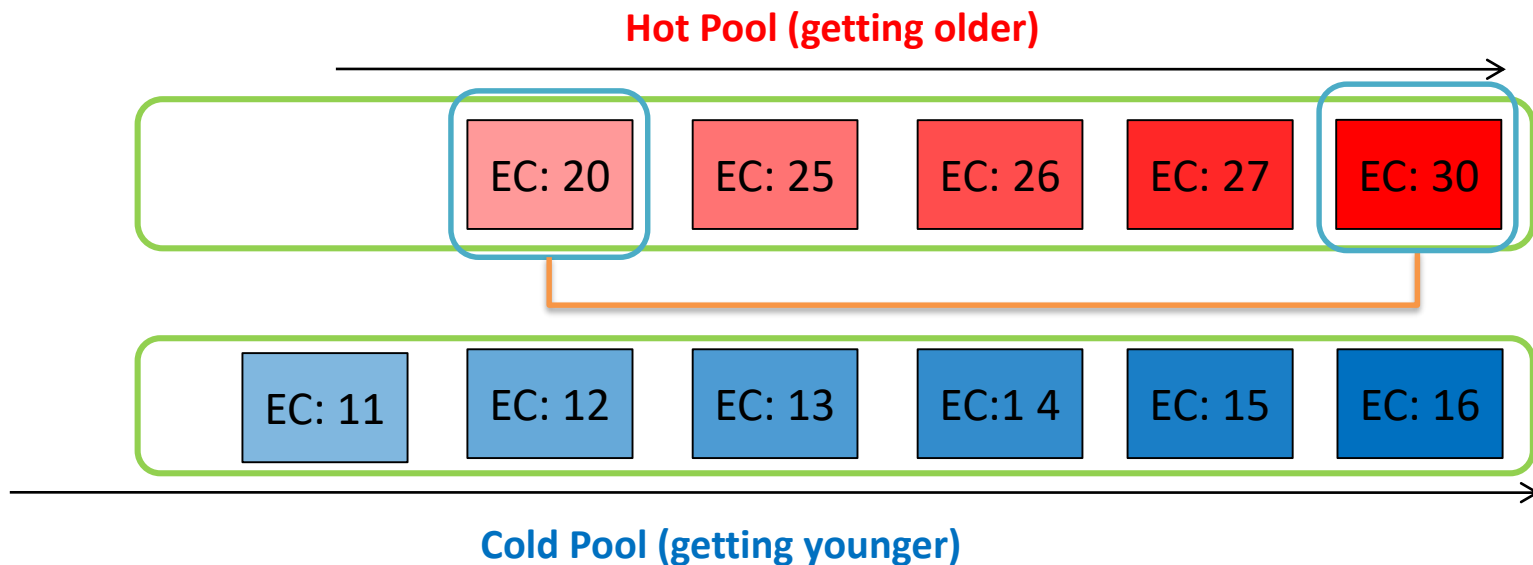 Hot Pool (getting older)
EC: 20 EC: 25 EC: 26 EC: 27 EC: 30
EC: 11 EC: 12 EC: 13 EC:1 4 EC: 15 EC: 16
Cold Pool (getting younger)